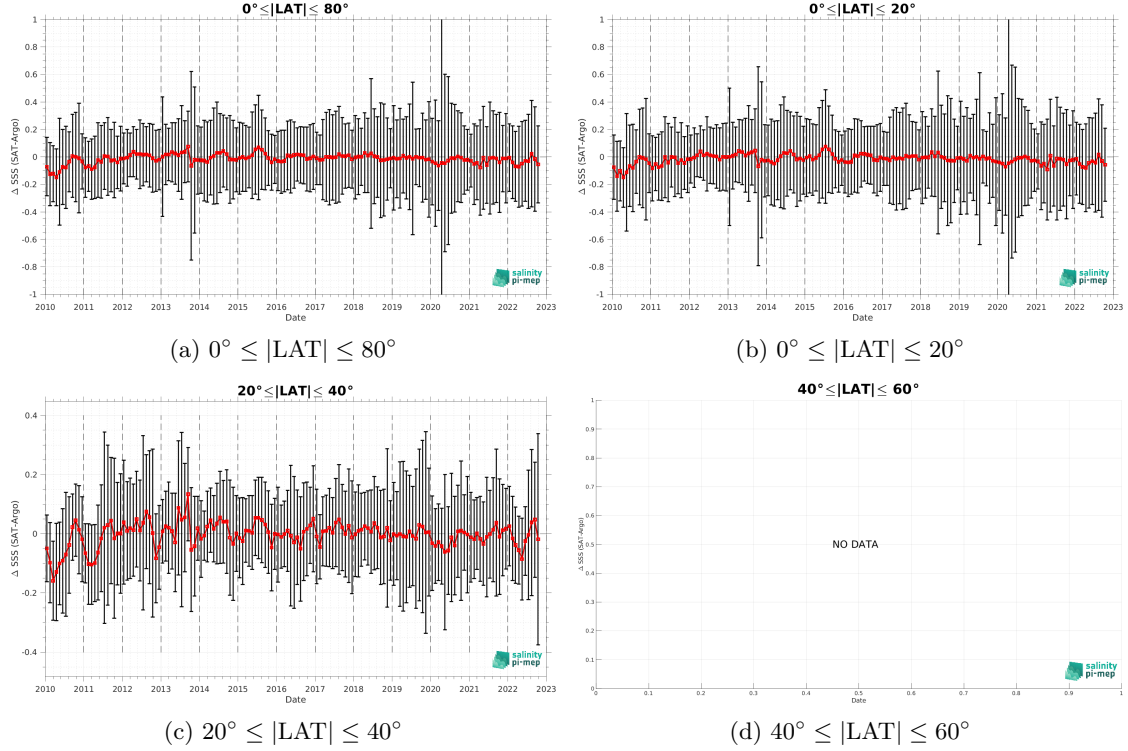 0°≤|LAT|≤ 80°
Δ SSS (SAT-Argo)
1
0.8
0.6
0.4
0.2
0
-0.2
-0.4
-0.6
-0.8
-1
2010 2011 2012 2013 2014 2015 2016 2017 2018 2019 2020 2021 2022 2023
Date
salinity
pi-mep
(a) 0° ≤ |LAT| ≤ 80°
0°≤|LAT|≤ 20°
Δ SSS (SAT-Argo)
1
0.8
0.6
0.4
0.2
0
-0.2
-0.4
-0.6
-0.8
-1
2010 2011 2012 2013 2014 2015 2016 2017 2018 2019 2020 2021 2022 2023
Date
salinity
pi-mep
(b) 0° ≤ |LAT| ≤ 20°
20°≤|LAT|≤ 40°
Δ SSS (SAT-Argo)
0.4
0.2
0
-0.2
-0.4
2010 2011 2012 2013 2014 2015 2016 2017 2018 2019 2020 2021 2022 2023
Date
salinity
pi-mep
(c) 20° ≤ |LAT| ≤ 40°
40°≤|LAT|≤ 60°
Δ SSS (SAT-Argo)
1
0.9
0.8
0.7
0.6
0.5
0.4
0.3
0.2
0.1
0
NO DATA
0 0.1 0.2 0.3 0.4 0.5 0.6 0.7 0.8 0.9 1
Date
salinity
pi-mep
(d) 40° ≤ |LAT| ≤ 60°